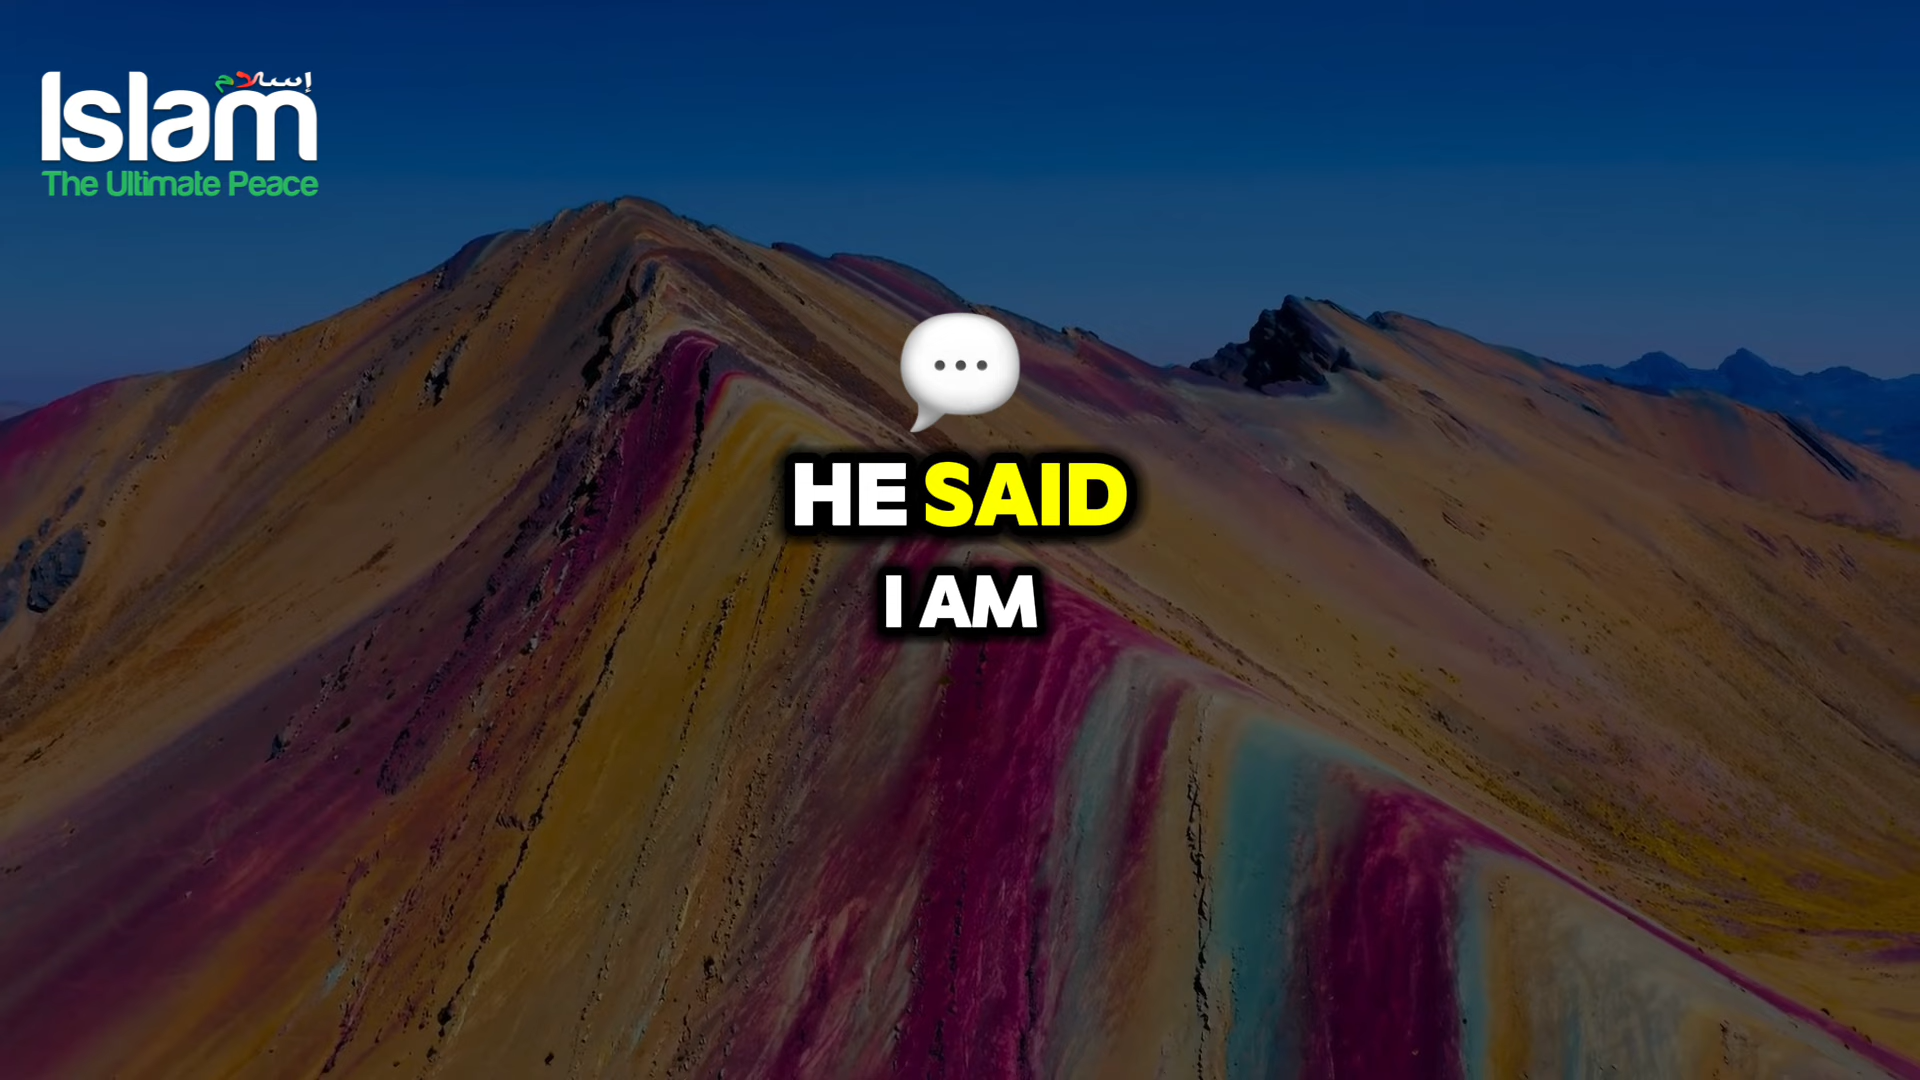 إسلام
Islam
The Ultimate Peace
HE SAID
I AM